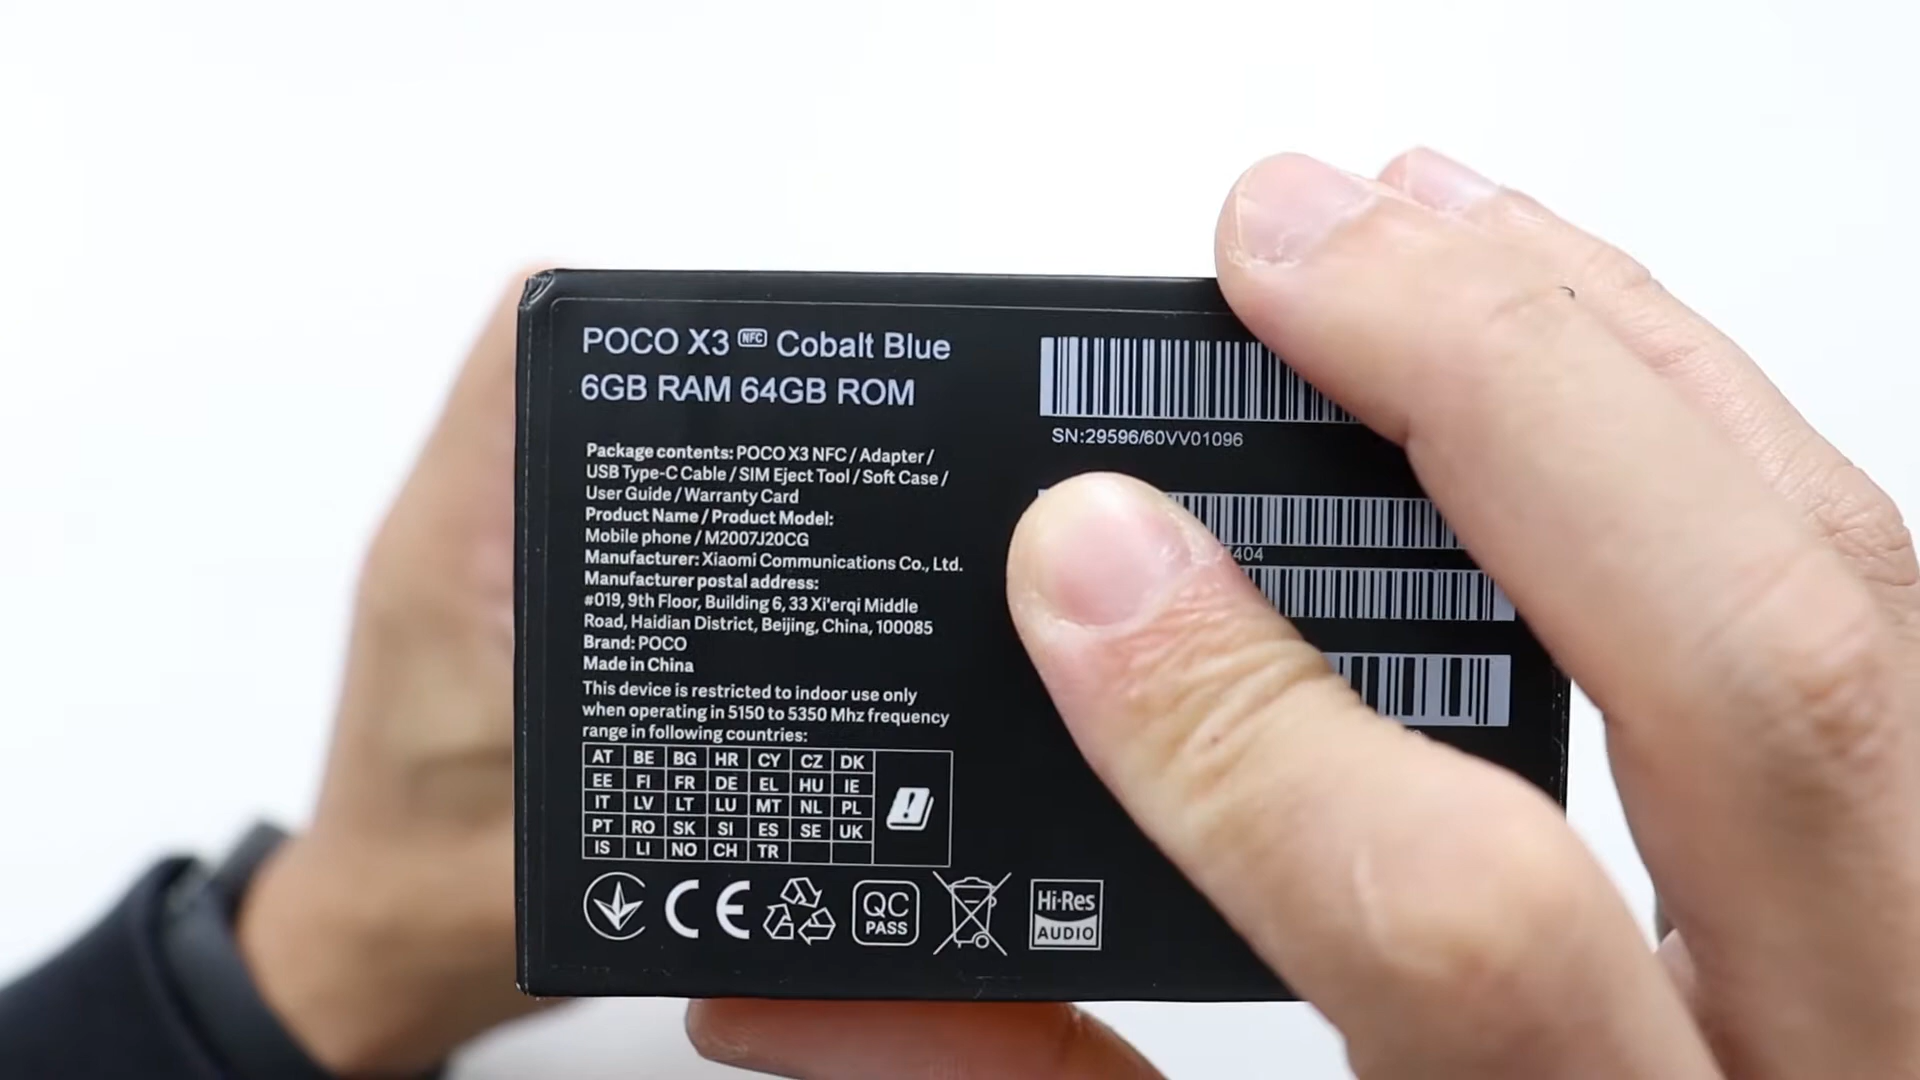 POCO X3 NFC Cobalt Blue
6GB RAM 64GB ROM
Package contents: POCO X3 NFC / Adapter /
USB Type-C Cable / SIM Eject Tool / Soft Case /
User Guide / Warranty Card
Product Name / Product Model:
Mobile phone / M2007J20CG
Manufacturer: Xiaomi Communications Co., Ltd.
Manufacturer postal address:
#019, 9th Floor, Building 6, 33 Xi'erqi Middle
Road, Haidian District, Beijing, China, 100085
Brand: POCO
Made in China
This device is restricted to indoor use only
when operating in 5150 to 5350 Mhz frequency
range in following countries:
AT BE BG HR CY CZ DK
EE FI FR DE EL HU IE
IT LV LT LU MT NL PL
PT RO SK SI ES SE UK
IS LI NO CH TR
CE
QC
PASS
Hi-Res
AUDIO
SN:29596/60VV01096
404